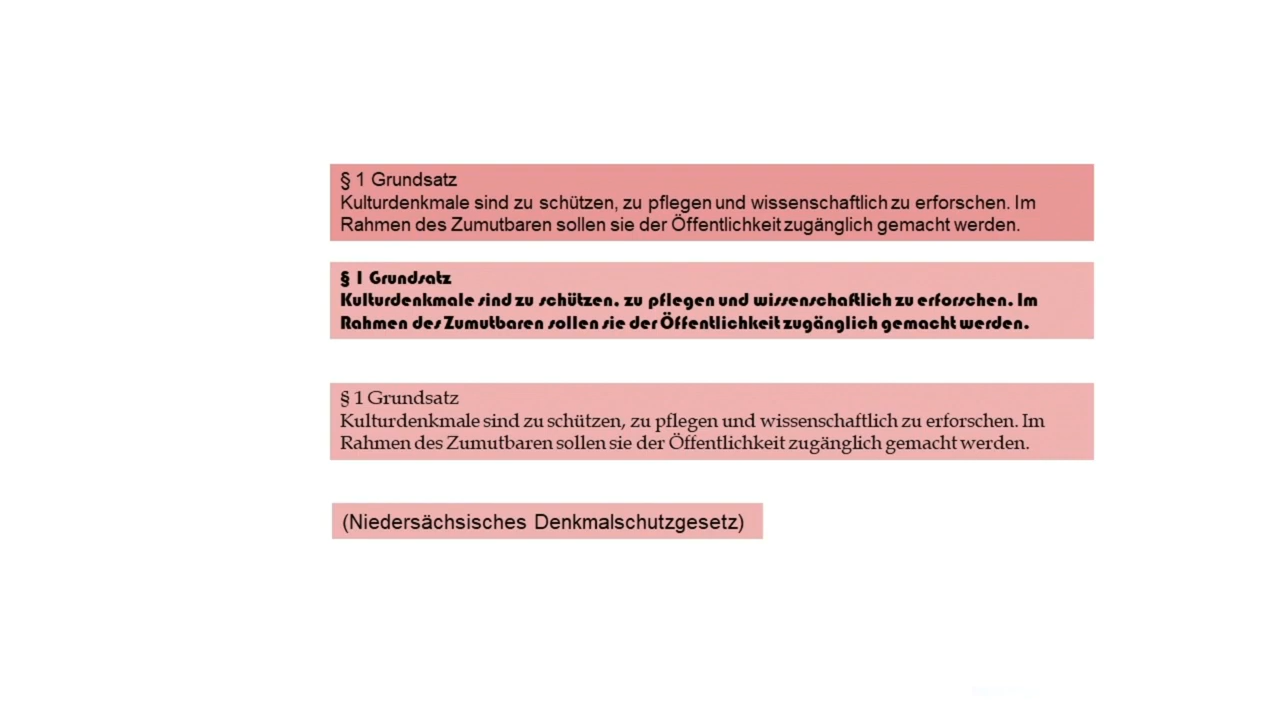 § 1 Grundsatz
Kulturdenkmale sind zu schützen, zu pflegen und wissenschaftlich zu erforschen. Im
Rahmen des Zumutbaren sollen sie der Öffentlichkeit zugänglich gemacht werden.
§ 1 Grundsatz
Kulturdenkmale sind zu schützen, zu pflegen und wissenschaftlich zu erforschen. Im
Rahmen des Zumutbaren sollen sie der Öffentlichkeit zugänglich gemacht werden.
§ 1 Grundsatz
Kulturdenkmale sind zu schützen, zu pflegen und wissenschaftlich zu erforschen. Im
Rahmen des Zumutbaren sollen sie der Öffentlichkeit zugänglich gemacht werden.
(Niedersächsisches Denkmalschutzgesetz)